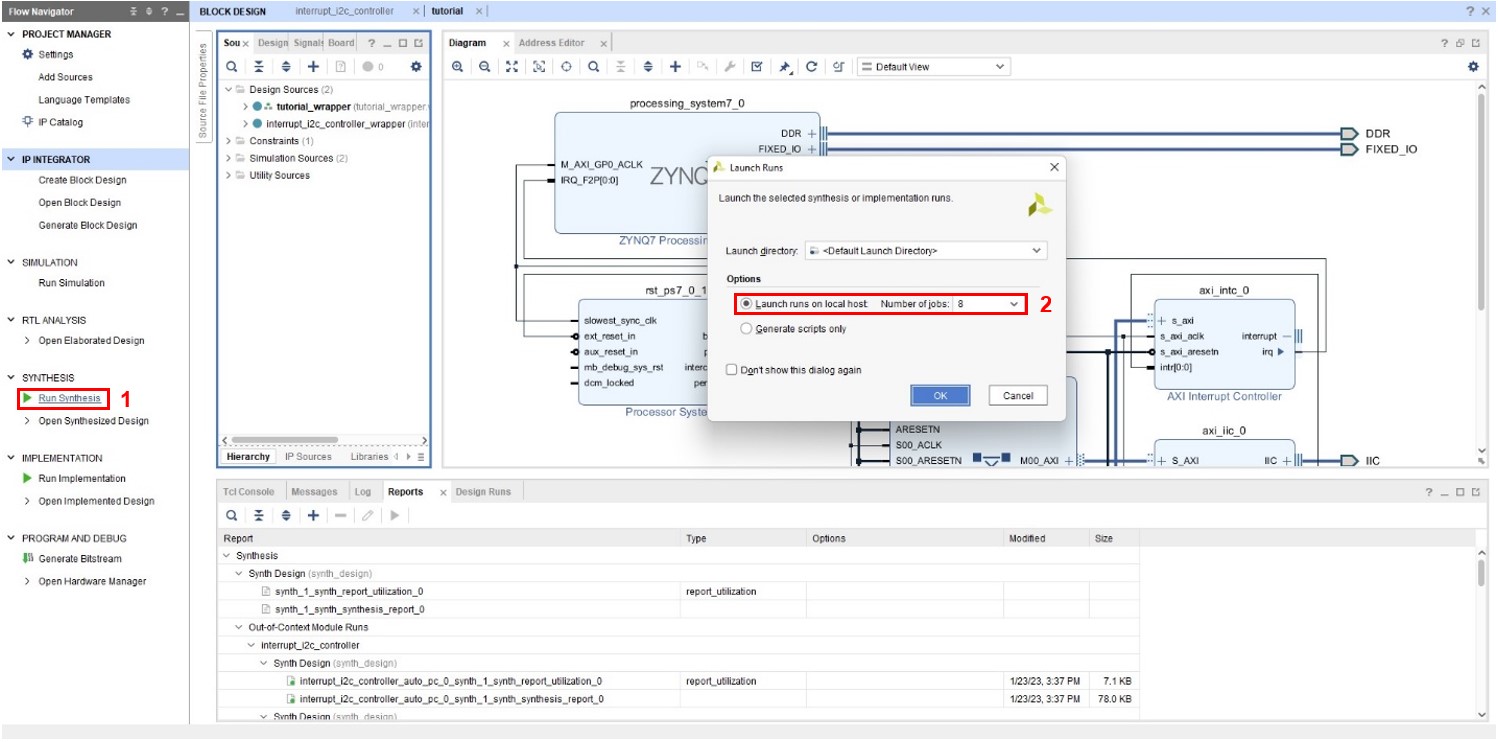 Flow Navigator
PROJECT MANAGER
Settings
Add Sources
Language Templates
IP Catalog
IP INTEGRATOR
Create Block Design
Open Block Design
Generate Block Design
SIMULATION
Run Simulation
RTL ANALYSIS
Open Elaborated Design
SYNTHESIS
Run Synthesis
1
Open Synthesized Design
IMPLEMENTATION
Run Implementation
Open Implemented Design
PROGRAM AND DEBUG
Generate Bitstream
Open Hardware Manager
BLOCK DESIGN
interrupt_i2c_controller
tutorial
Source File Properties
Sou
Design
Signals
Board
0
Design Sources (2)
tutorial_wrapper (tutorial_wrapper.v
interrupt_i2c_controller_wrapper (inter
Constraints (1)
Simulation Sources (2)
Utility Sources
Hierarchy
IP Sources
Libraries
Diagram
Address Editor
Default View
processing_system7_0
DDR
FIXED_IO
M_AXI_GP0_ACLK
IRQ_F2P[0:0]
ZYNQ
ZYNQ7 Processin
DDR
FIXED_IO
rst_ps7_0_1
slowest_sync_clk
ext_reset_in
aux_reset_in
mb_debug_sys_rst
dcm_locked
interc
per
Processor Syste
Launch Runs
Launch the selected synthesis or implementation runs.
Launch directory: <Default Launch Directory>
Options
Launch runs on local host: Number of jobs: 8
2
Generate scripts only
Don't show this dialog again
OK
Cancel
axi_intc_0
s_axi
s_axi_aclk
s_axi_aresetn
intr[0:0]
interrupt
irq
AXI Interrupt Controller
ARESETN
S00_ACLK
S00_ARESETN
M00_AXI
axi_iic_0
S_AXI
IIC
IIC
Tcl Console
Messages
Log
Reports
Design Runs
Report Type Options Modified Size
Synthesis
Synth Design (synth_design)
synth_1_synth_report_utilization_0 report_utilization
synth_1_synth_synthesis_report_0
Out-of-Context Module Runs
interrupt_i2c_controller
Synth Design (synth_design)
interrupt_i2c_controller_auto_pc_0_synth_1_synth_report_utilization_0 report_utilization 1/23/23, 3:37 PM 7.1 KB
interrupt_i2c_controller_auto_pc_0_synth_1_synth_synthesis_report_0 1/23/23, 3:37 PM 78.0 KB
Synth Design (synth_design)